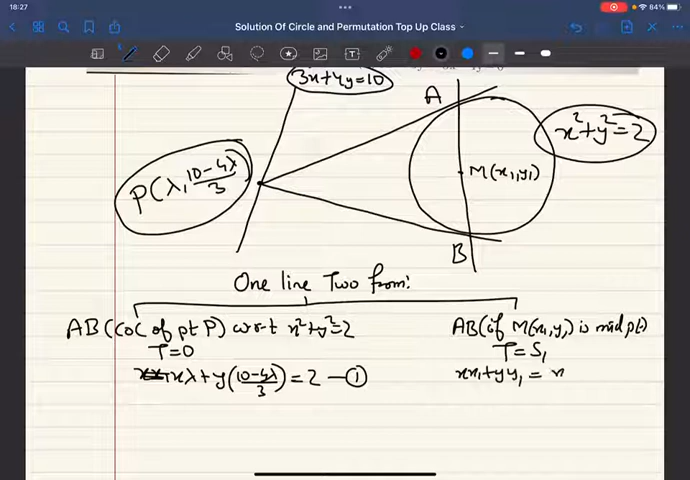 18:27
84%
Solution Of Circle and Permutation Top Up Class
3x+4y=10
A
x²+y²=2
P(λ, 10-4λ/3)
M(x₁,y₁)
B
One line Two from:
AB(COC of pt P) w.r.t x²+y²=2
T=0
xλ+y(10-4λ/3)=2 —①
AB(if M(x₁,y₁) is mid pt)
T=S₁
xx₁+yy₁ = x